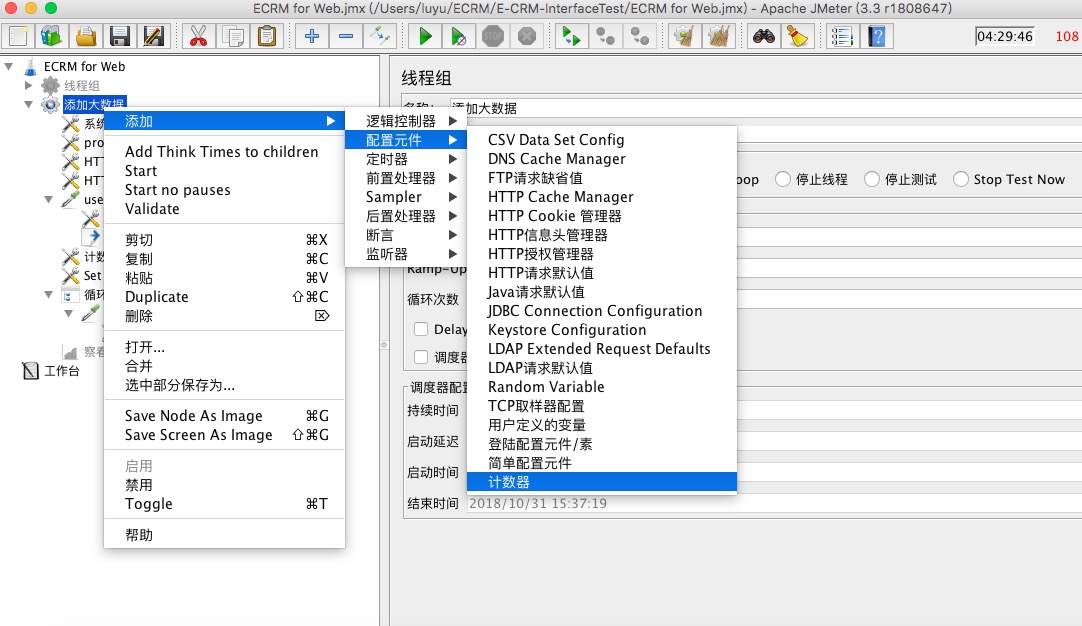 ECRM for Web.jmx (/Users/luyu/ECRM/E-CRM-InterfaceTest/ECRM for Web.jmx) - Apache JMeter (3.3 r1808647)
STOP
04:29:46
108
ECRM for Web
线程组
添加大数据
系统
pro
HTT
HTT
use
计数
Set
循环
察看
工作台
添加
Add Think Times to children
Start
Start no pauses
Validate
剪切 ⌘X
复制 ⌘C
粘贴 ⌘V
Duplicate ⇧⌘C
删除 ⌦
打开...
合并
选中部分保存为...
Save Node As Image ⌘G
Save Screen As Image ⇧⌘G
启用
禁用
Toggle ⌘T
帮助
逻辑控制器
配置元件
定时器
前置处理器
Sampler
后置处理器
断言
监听器
CSV Data Set Config
DNS Cache Manager
FTP请求缺省值
HTTP Cache Manager
HTTP Cookie 管理器
HTTP信息头管理器
HTTP授权管理器
HTTP请求默认值
Java请求默认值
JDBC Connection Configuration
Keystore Configuration
LDAP Extended Request Defaults
LDAP请求默认值
Random Variable
TCP取样器配置
用户定义的变量
登陆配置元件/素
简单配置元件
计数器
线程组
名称: 添加大数据
oop 停止线程 停止测试 Stop Test Now
Ramp-Up
循环次数
Delay
调度器
调度器配置
持续时间
启动延迟
启动时间
结束时间 2018/10/31 15:37:19